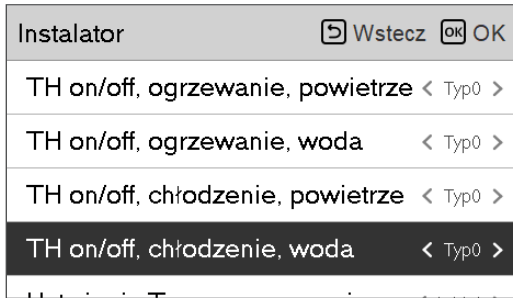 Instalator Wstecz OK OK
TH on/off, ogrzewanie, powietrze < Typ0 >
TH on/off, ogrzewanie, woda < Typ0 >
TH on/off, chłodzenie, powietrze < Typ0 >
TH on/off, chłodzenie, woda < Typ0 >